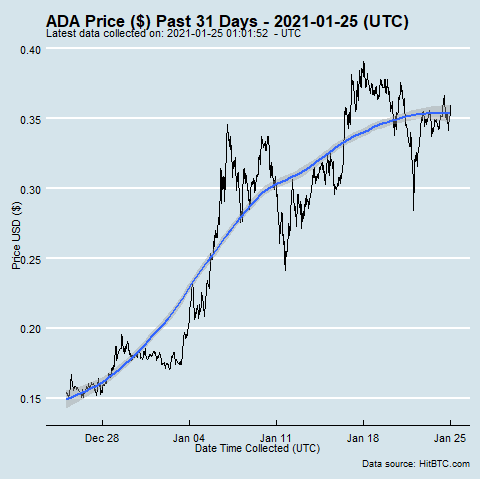 ADA Price ($) Past 31 Days - 2021-01-25 (UTC)
Latest data collected on: 2021-01-25 01:01:52 - UTC
0.40
0.35
0.30
0.25
0.20
0.15
Price USD ($)
Dec 28
Jan 04
Jan 11
Jan 18
Jan 25
Date Time Collected (UTC)
Data source: HitBTC.com